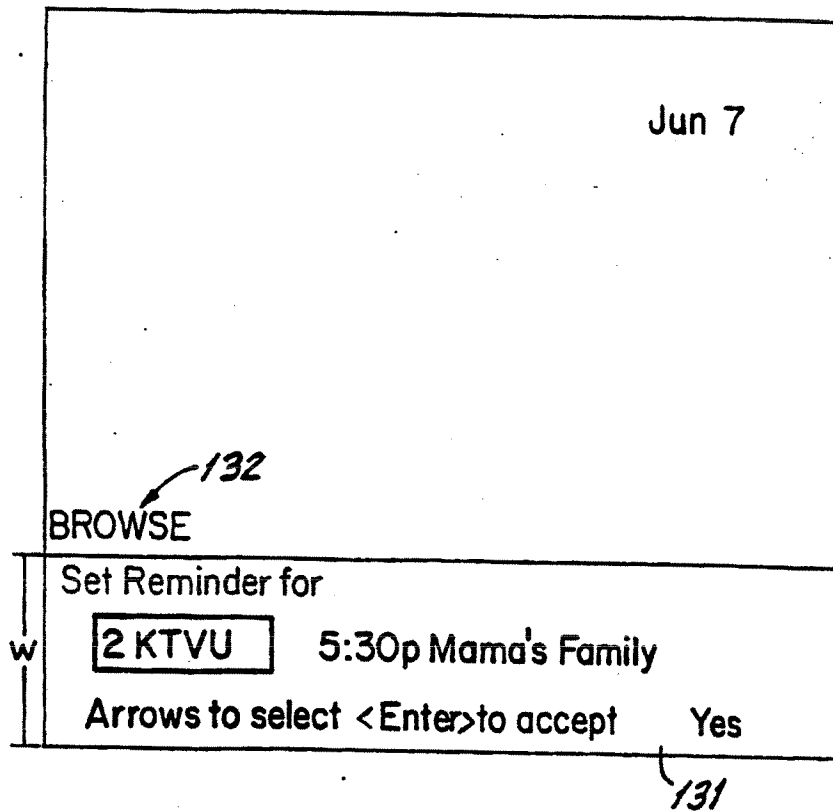 Jun 7
132
BROWSE
Set Reminder for
W
2 KTVU 5:30p Mama's Family
Arrows to select <Enter>to accept Yes
131